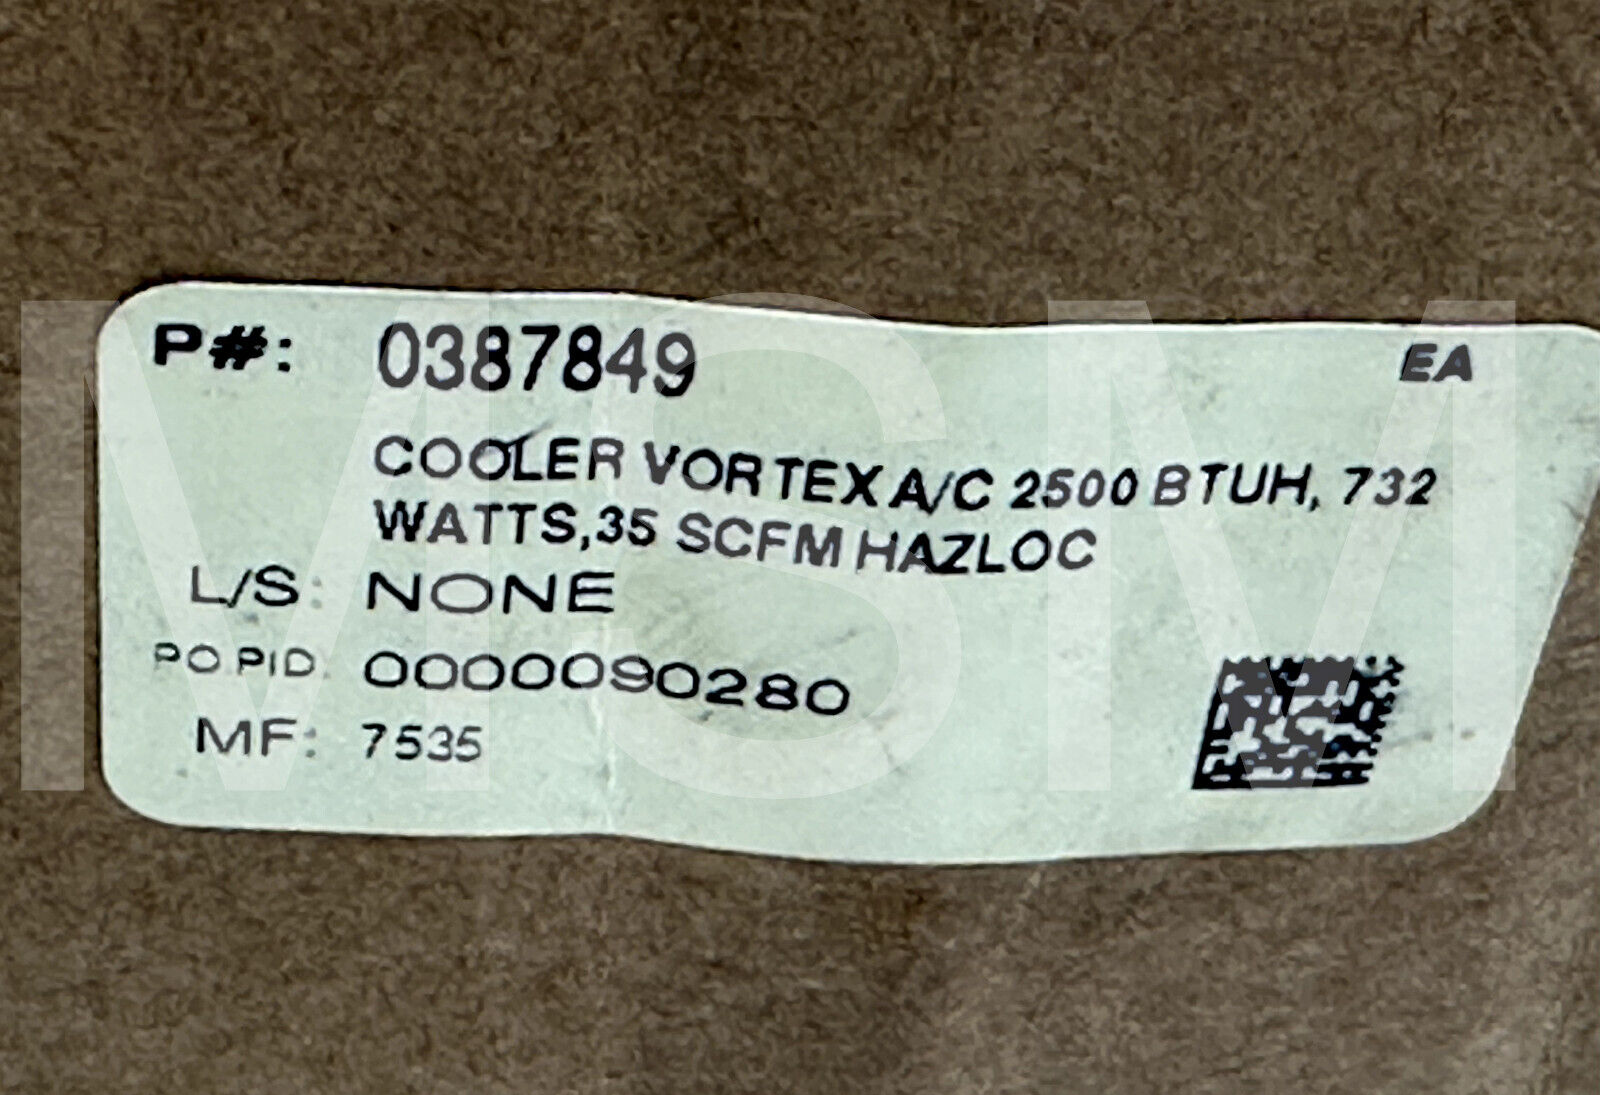 P#: 0387849 EA
COOLER VORTEX A/C 2500 BTUH, 732
WATTS,35 SCFM HAZLOC
L/S: NONE
PO PID: 0000090280
MF: 7535
MSM